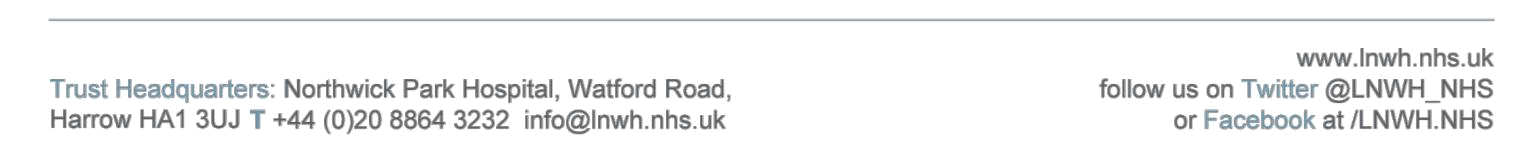 www.lnwh.nhs.uk
Trust Headquarters: Northwick Park Hospital, Watford Road,
follow us on Twitter @LNWH_NHS
Harrow HA1 3UJ T +44 (0)20 8864 3232 info@lnwh.nhs.uk
or Facebook at /LNWH.NHS